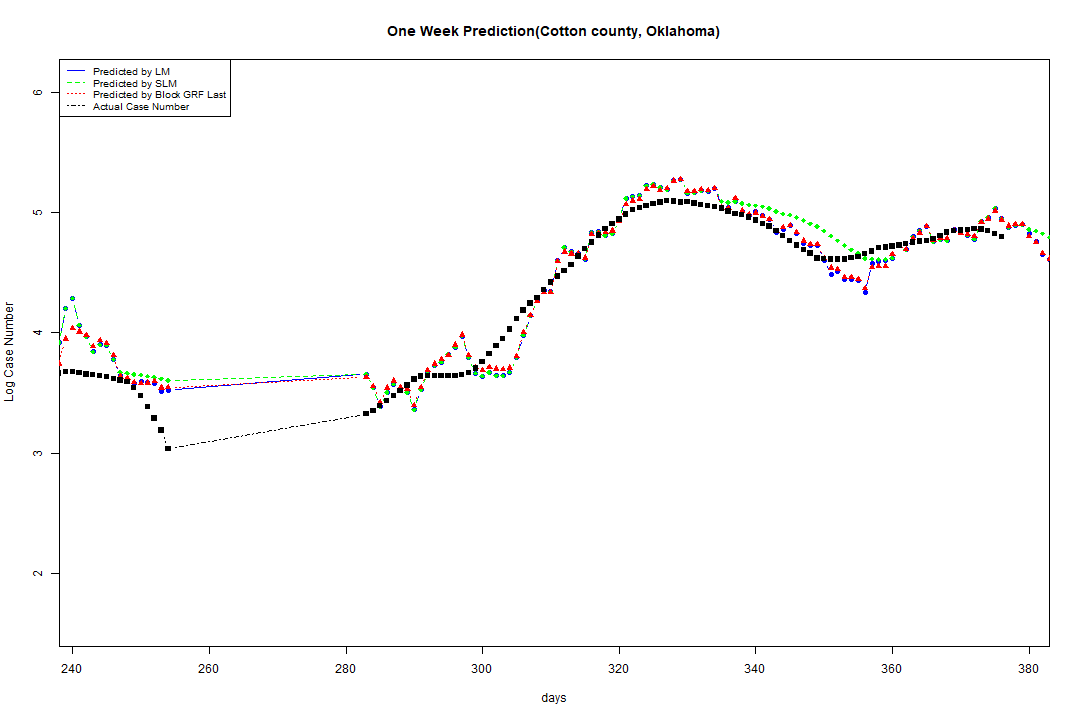 One Week Prediction(Cotton county, Oklahoma)
Predicted by LM
Predicted by SLM
Predicted by Block GRF Last
Actual Case Number
Log Case Number
6
5
4
3
2
240 260 280 300 320 340 360 380
days